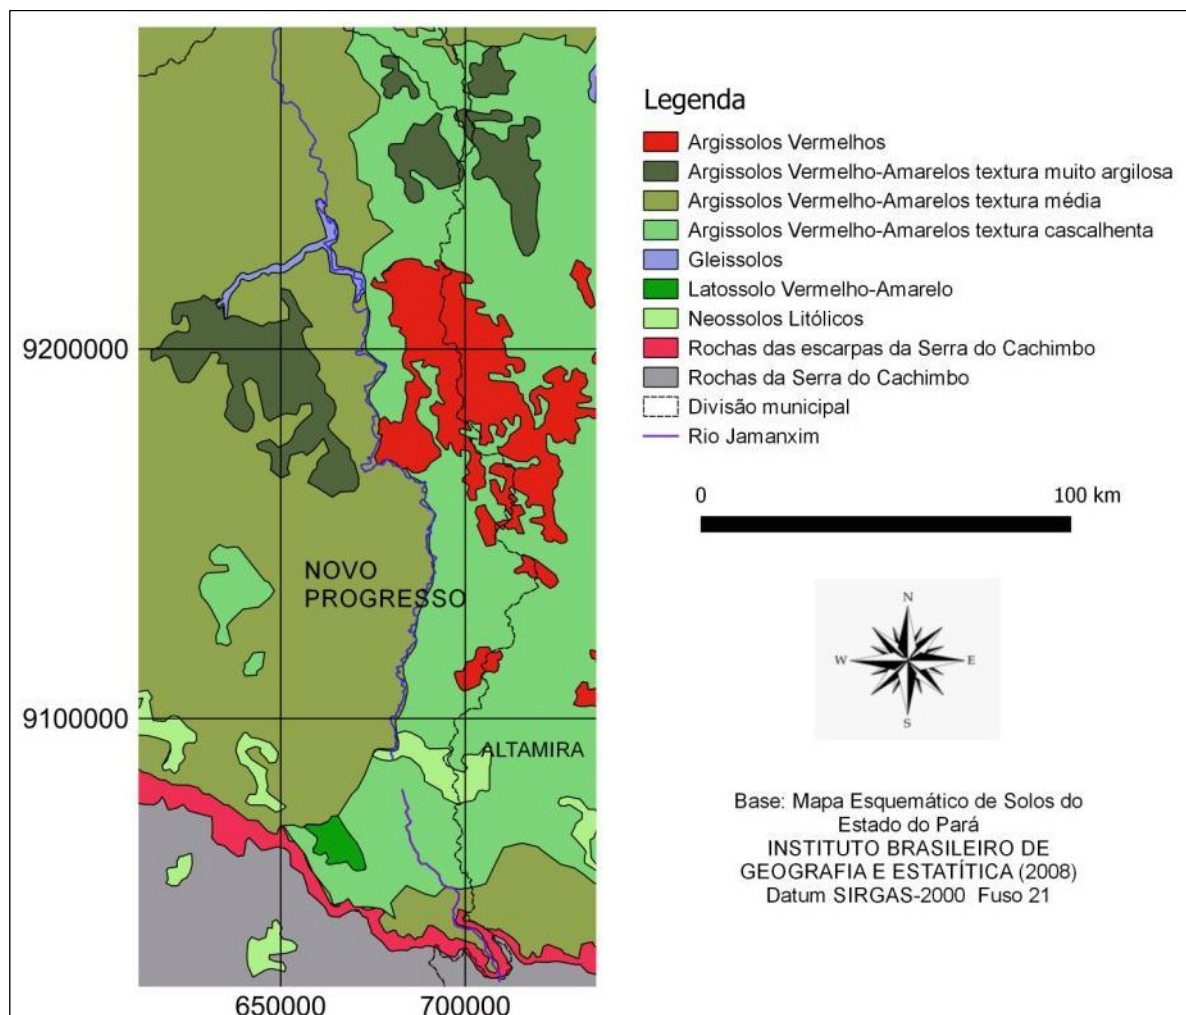 Legenda
Argissolos Vermelhos
Argissolos Vermelho-Amarelos textura muito argilosa
Argissolos Vermelho-Amarelos textura média
Argissolos Vermelho-Amarelos textura cascalhenta
Gleissolos
Latossolo Vermelho-Amarelo
Neossolos Litólicos
Rochas das escarpas da Serra do Cachimbo
Rochas da Serra do Cachimbo
Divisão municipal
Rio Jamanxim
9200000
9100000
650000
700000
NOVO
PROGRESSO
ALTAMIRA
0
100 km
N
W
E
S
Base: Mapa Esquemático de Solos do
Estado do Pará
INSTITUTO BRASILEIRO DE
GEOGRAFIA E ESTATÍTICA (2008)
Datum SIRGAS-2000 Fuso 21